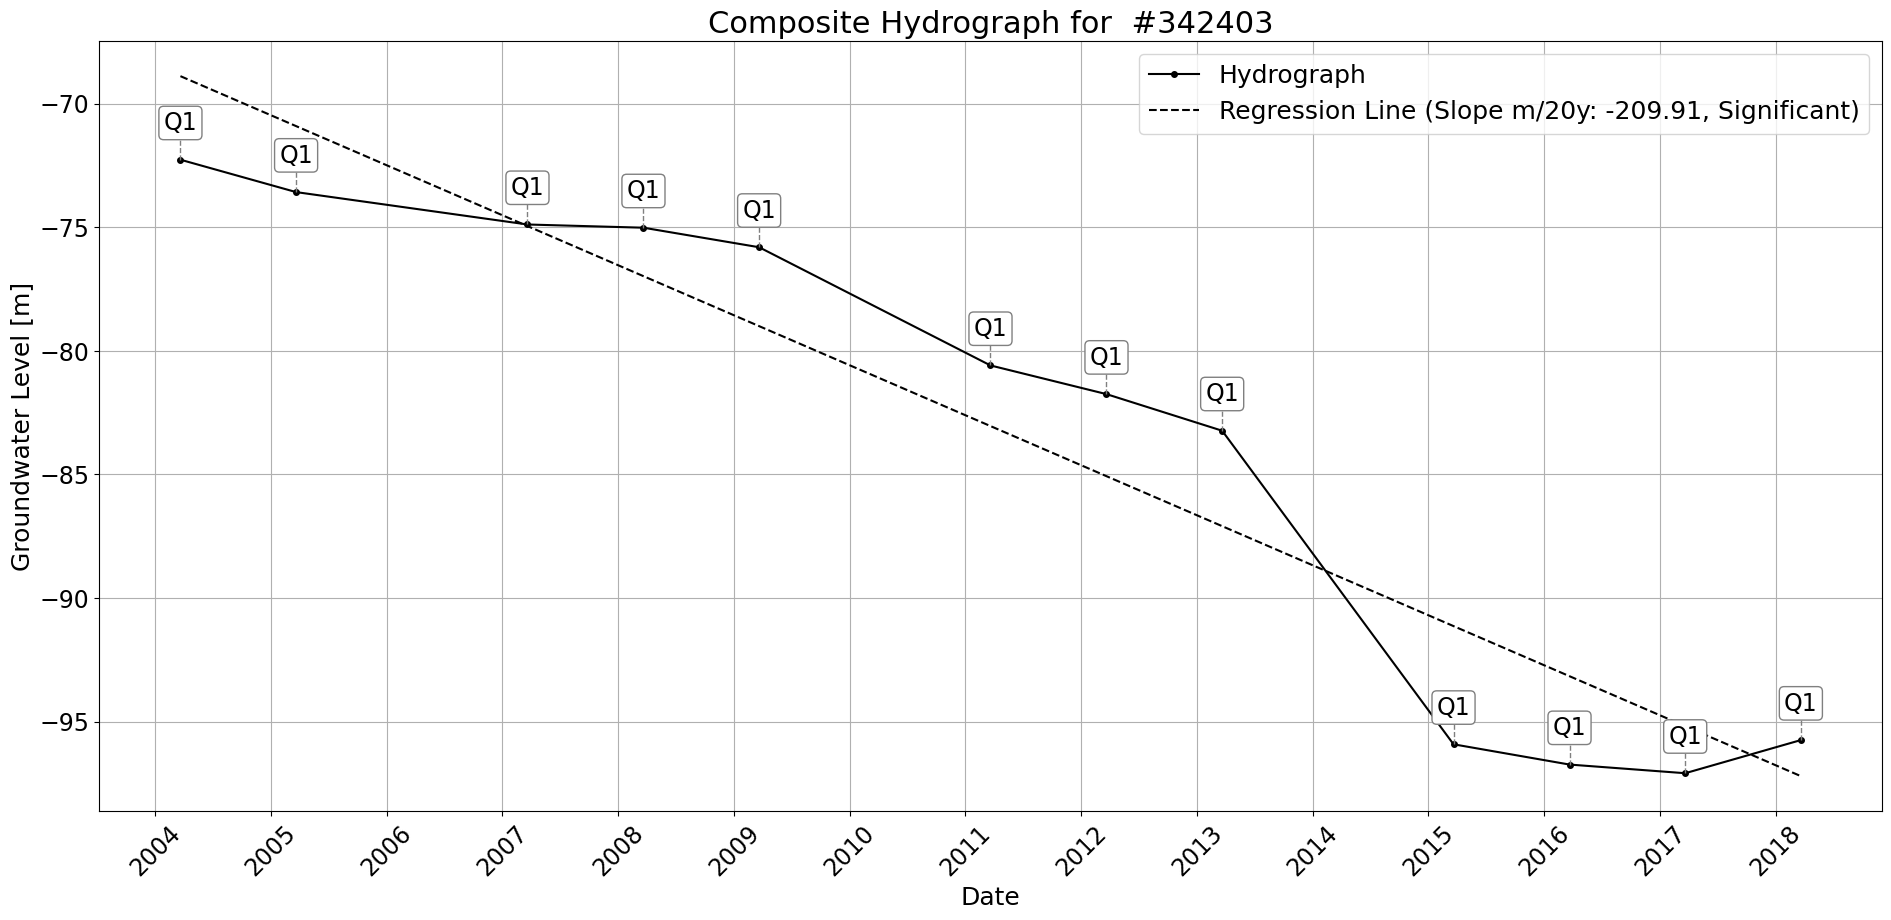 Composite Hydrograph for  #342403
Hydrograph
Regression Line (Slope m/20y: -209.91, Significant)
Groundwater Level [m]
−70
−75
−80
−85
−90
−95
Q1
Q1
Q1
Q1
Q1
Q1
Q1
Q1
Q1
Q1
Q1
Q1
2004
2005
2006
2007
2008
2009
2010
2011
2012
2013
2014
2015
2016
2017
2018
Date